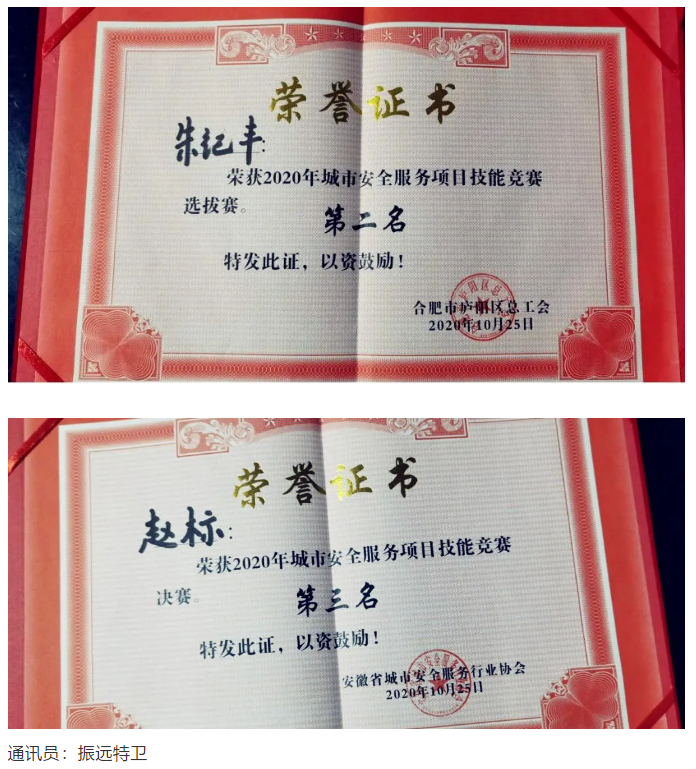 荣誉证书
朱纪丰：
荣获2020年城市安全服务项目技能竞赛
选拔赛。
第二名
特发此证，以资鼓励！
合肥市庐阳区总工会
2020年10月25日
荣誉证书
赵标：
荣获2020年城市安全服务项目技能竞赛
决赛。
第三名
特发此证，以资鼓励！
安徽省城市安全服务行业协会
2020年10月25日
通讯员：振远特卫